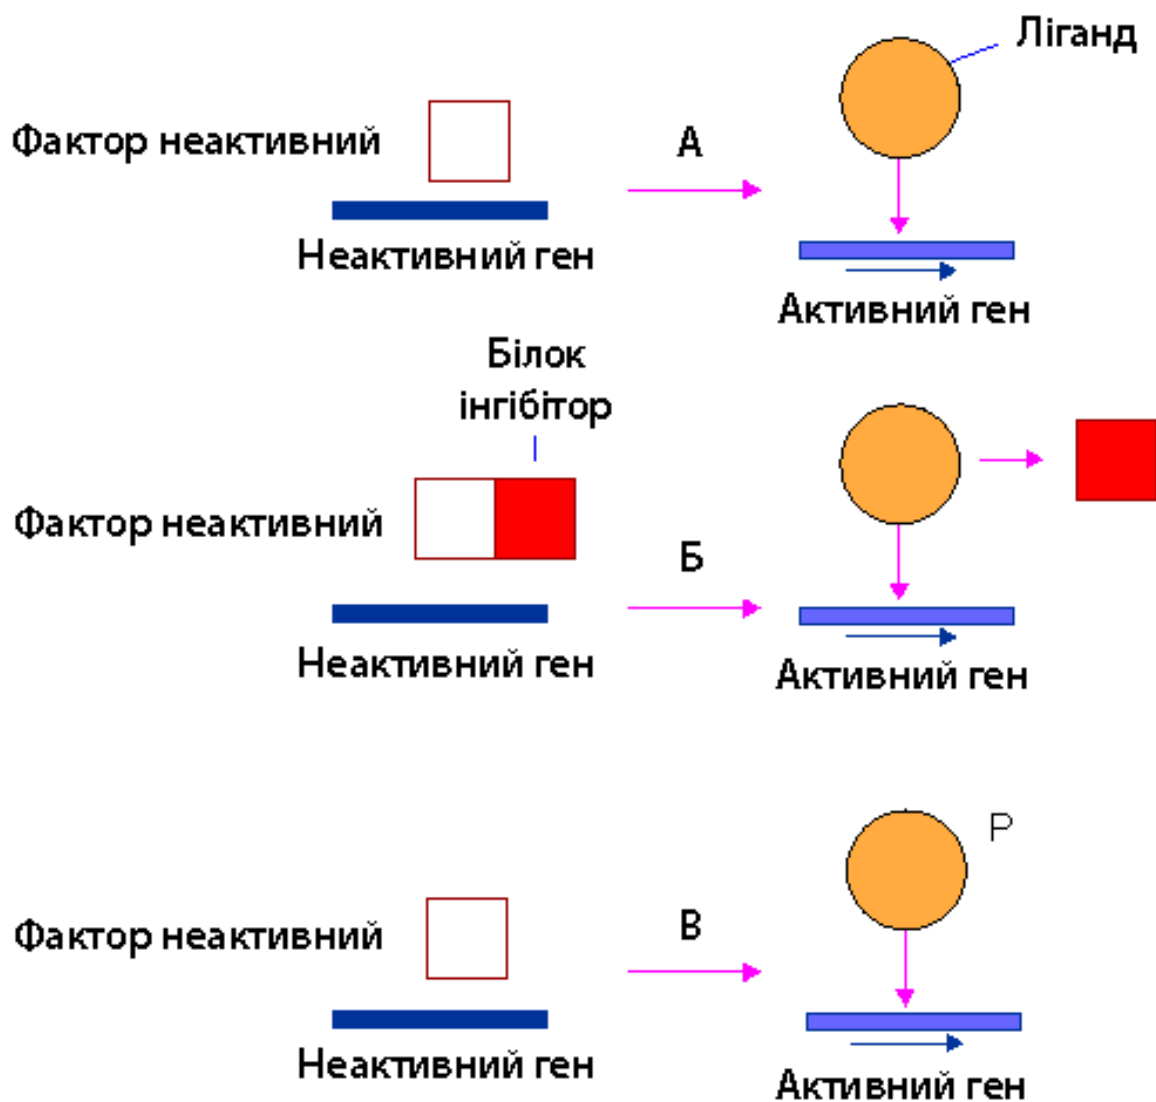 Ліганд
Фактор неактивний
А
Неактивний ген
Активний ген
Білок
інгібітор
Фактор неактивний
Б
Неактивний ген
Активний ген
P
Фактор неактивний
В
Неактивний ген
Активний ген